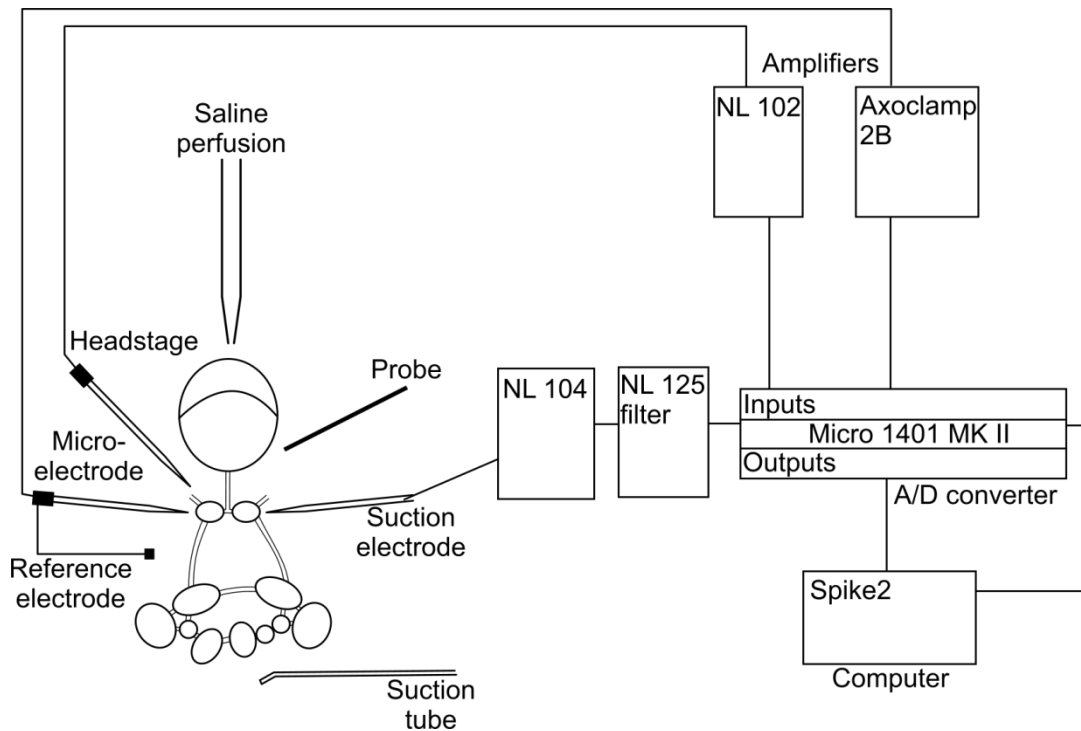 Amplifiers
NL 102
Axoclamp
2B
Saline
perfusion
Headstage
Probe
NL 104
NL 125
filter
Inputs
Micro 1401 MK II
Outputs
A/D converter
Micro-
electrode
Suction
electrode
Reference
electrode
Spike2
Computer
Suction
tube